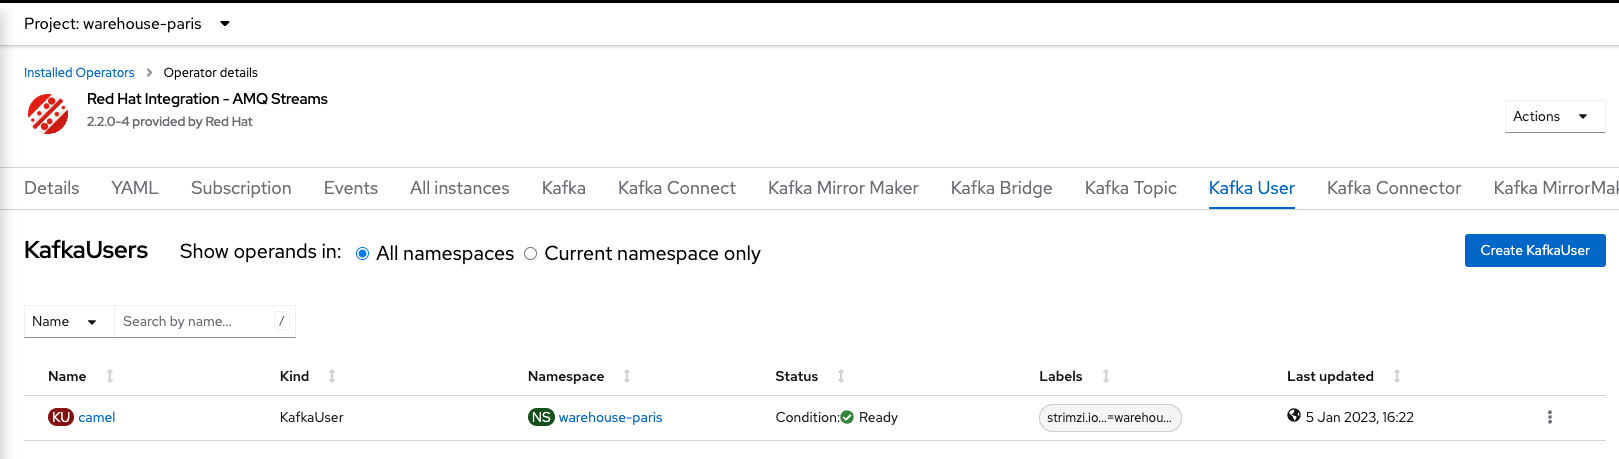 Project: warehouse-paris
Installed Operators > Operator details
Red Hat Integration - AMQ Streams
2.2.0-4 provided by Red Hat
Actions
Details YAML Subscription Events All instances Kafka Kafka Connect Kafka Mirror Maker Kafka Bridge Kafka Topic Kafka User Kafka Connector Kafka MirrorMak
KafkaUsers Show operands in: All namespaces Current namespace only Create KafkaUser
Name Search by name... /
Name Kind Namespace Status Labels Last updated
KU camel KafkaUser NS warehouse-paris Condition: Ready strimzi.io...=warehou... 5 Jan 2023, 16:22